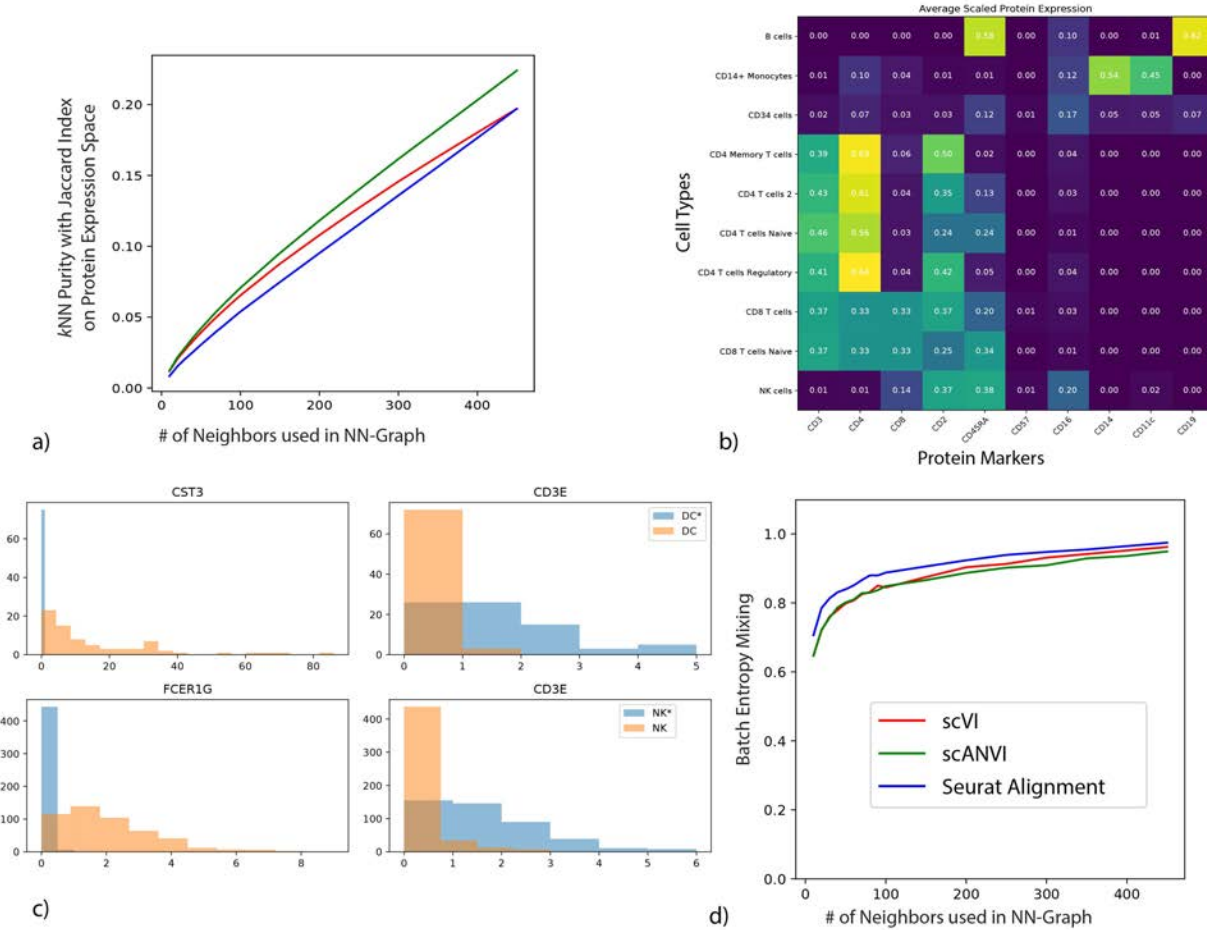 kNN Purity with Jaccard Index
on Protein Expression Space
0.20
0.15
0.10
0.05
0.00
0 100 200 300 400
# of Neighbors used in NN-Graph
a)
Average Scaled Protein Expression
Cell Types
B cells 0.00 0.00 0.00 0.00 0.58 0.00 0.10 0.00 0.01 0.62
CD14+ Monocytes 0.01 0.10 0.04 0.01 0.01 0.00 0.12 0.54 0.45 0.00
CD34 cells 0.02 0.07 0.03 0.03 0.12 0.01 0.17 0.05 0.05 0.07
CD4 Memory T cells 0.39 0.06 0.50 0.02 0.00 0.04 0.00 0.00 0.00
CD4 T cells 2 0.43 0.61 0.04 0.35 0.13 0.00 0.03 0.00 0.00 0.00
CD4 T cells Naive 0.46 0.56 0.03 0.24 0.24 0.00 0.03 0.00 0.00 0.00
CD4 T cells Regulatory 0.41 0.04 0.42 0.05 0.00 0.04 0.00 0.00 0.00
CD8 T cells 0.37 0.33 0.33 0.37 0.20 0.01 0.03 0.00 0.00 0.00
CD8 T cells Naive 0.37 0.33 0.33 0.25 0.34 0.00 0.01 0.00 0.00 0.00
NK cells 0.01 0.01 0.14 0.37 0.38 0.01 0.20 0.00 0.02 0.00
CD3 CD4 CD8 CD2 CD45RA CD57 CD16 CD14 CD11c CD19
Protein Markers
b)
CST3
60
40
20
0
0 20 40 60 80
CD3E
DC*
DC
60
40
20
0
0 1 2 3 4 5
FCER1G
400
300
200
100
0
0 2 4 6 8
CD3E
NK*
NK
400
300
200
100
0
0 1 2 3 4 5 6
c)
Batch Entropy Mixing
1.0
0.8
0.6
0.4
0.2
0.0
scVI
scANVI
Seurat Alignment
0 100 200 300 400
# of Neighbors used in NN-Graph
d)